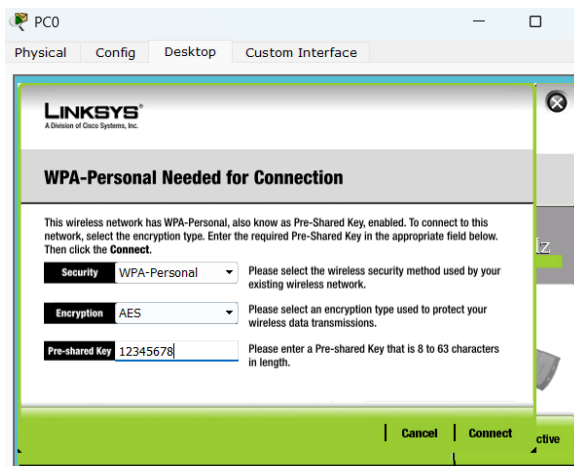 PC0
Physical Config Desktop Custom Interface
LINKSYS®
A Division of Cisco Systems, Inc.
WPA-Personal Needed for Connection
This wireless network has WPA-Personal, also know as Pre-Shared Key, enabled. To connect to this
network, select the encryption type. Enter the required Pre-Shared Key in the appropriate field below.
Then click the Connect.
Security WPA-Personal Please select the wireless security method used by your
existing wireless network.
Encryption AES Please select an encryption type used to protect your
wireless data transmissions.
Pre-shared Key 12345678 Please enter a Pre-shared Key that is 8 to 63 characters
in length.
Cancel Connect